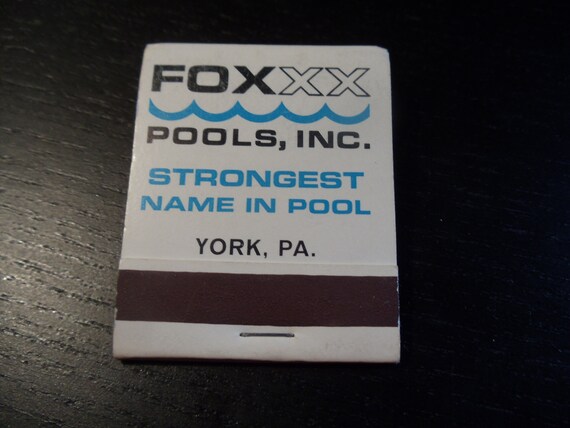 FOXXX
POOLS, INC.
STRONGEST
NAME IN POOL
YORK, PA.